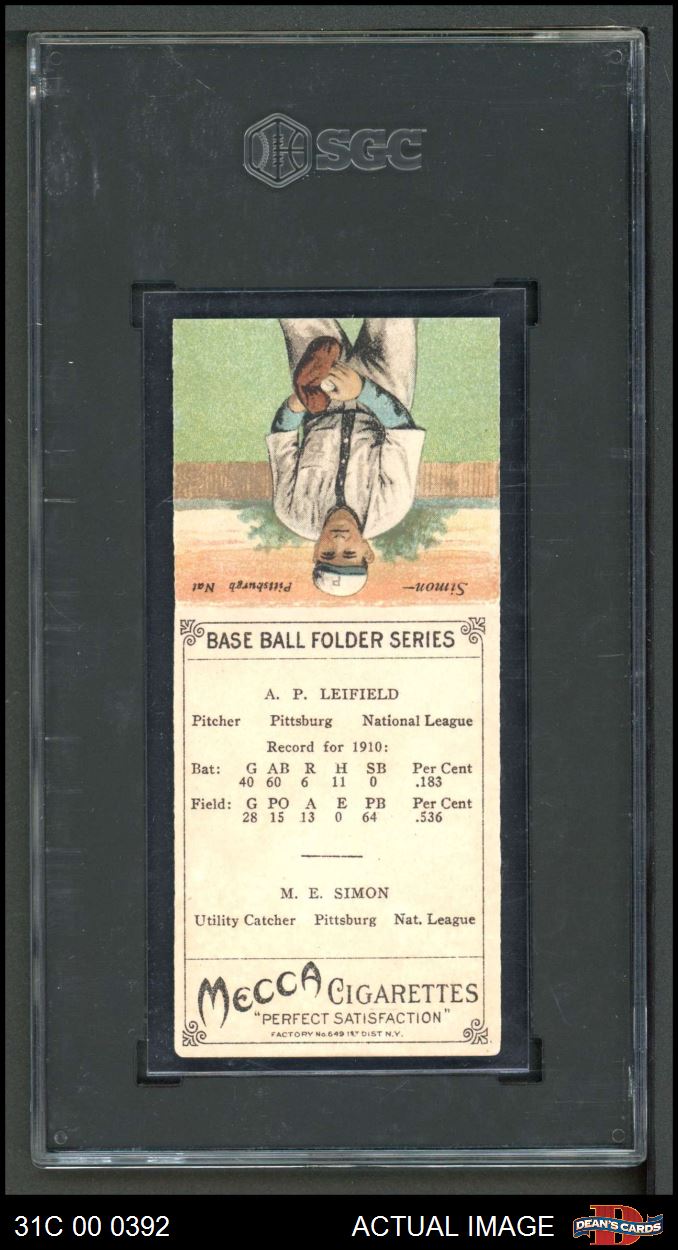 SGC
Simon— Pittsburgh Nat
BASE BALL FOLDER SERIES
A. P. LEIFIELD
Pitcher Pittsburg National League
Record for 1910:
Bat: G AB R H SB Per Cent
40 60 6 11 0 .183
Field: G PO A E PB Per Cent
28 15 13 0 64 .536
M. E. SIMON
Utility Catcher Pittsburg Nat. League
MECCA CIGARETTES
"PERFECT SATISFACTION"
FACTORY No. 649 1ST DIST N.Y.
31C 00 0392 ACTUAL IMAGE DEAN'S CARDS